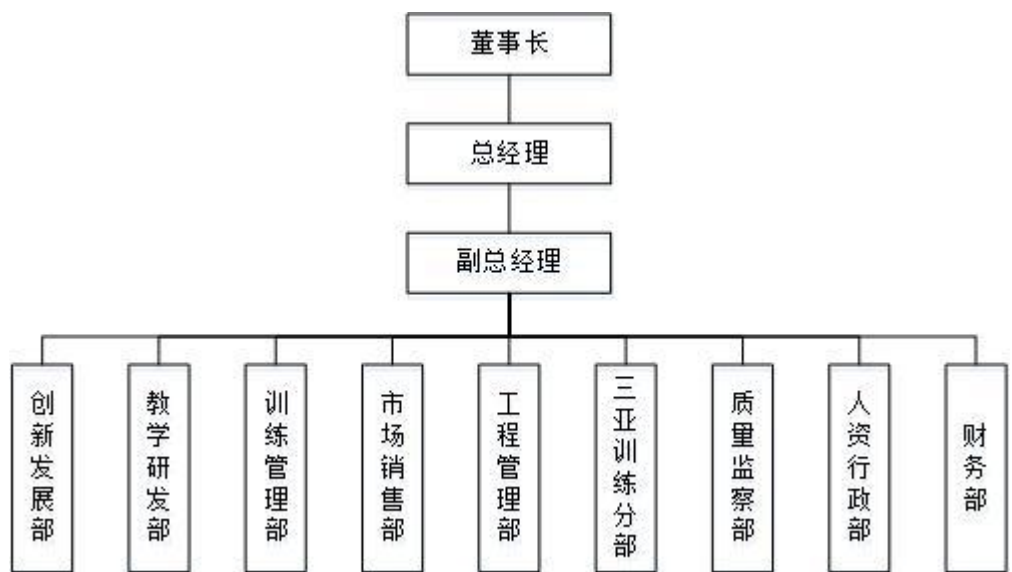 董事长
总经理
副总经理
创新发展部
教学研发部
训练管理部
市场销售部
工程管理部
三亚训练分部
质量监察部
人资行政部
财务部